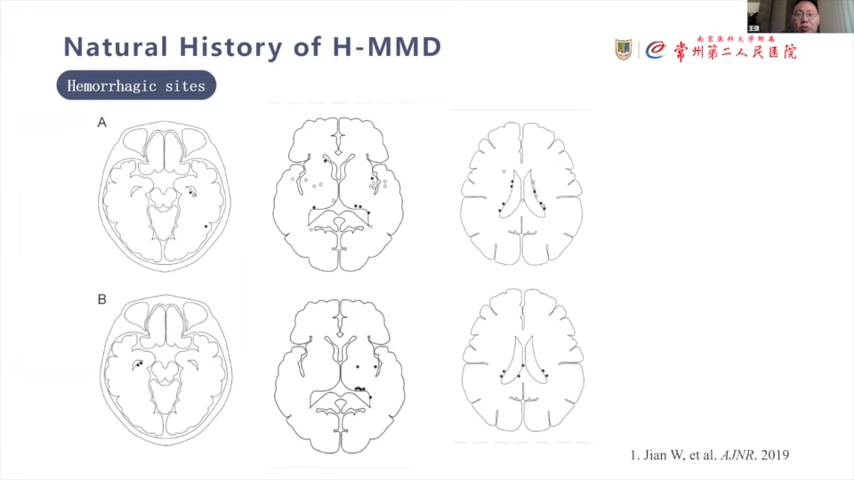 Natural History of H-MMD
南京医科大学附属
常州第二人民医院
Hemorrhagic sites
A
B
1. Jian W, et al. AJNR. 2019